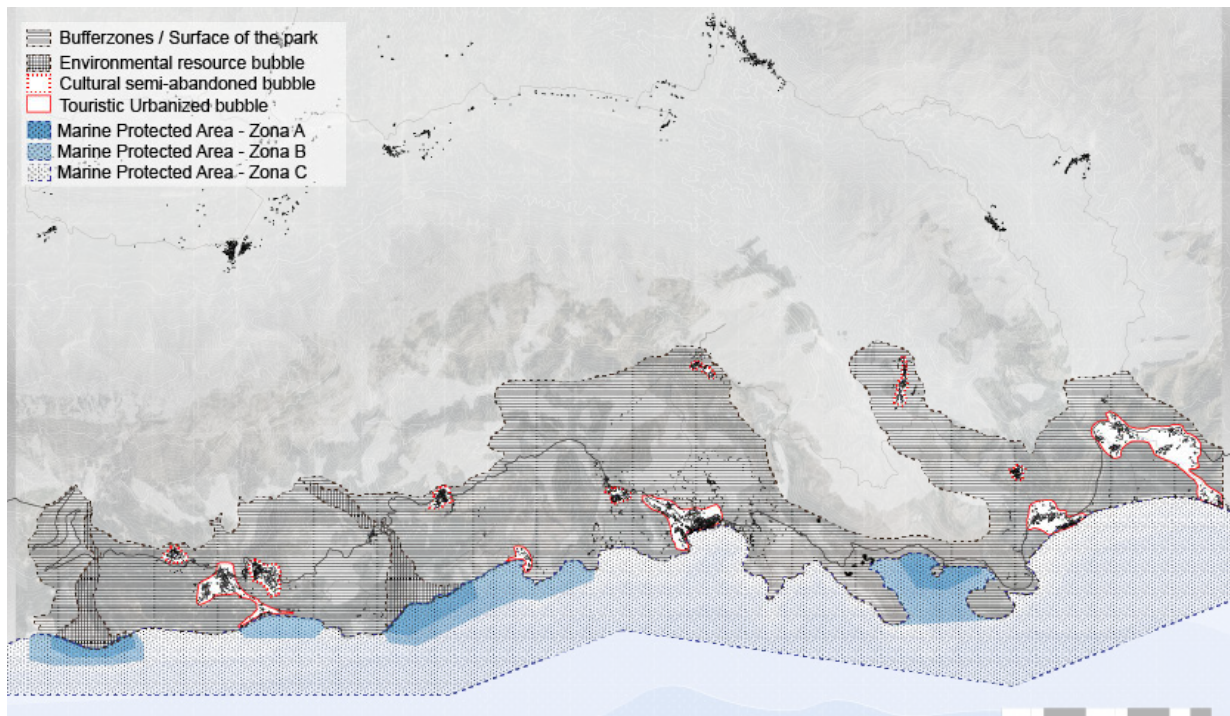 Bufferzones / Surface of the park
Environmental resource bubble
Cultural semi-abandoned bubble
Touristic Urbanized bubble
Marine Protected Area - Zona A
Marine Protected Area - Zona B
Marine Protected Area - Zona C